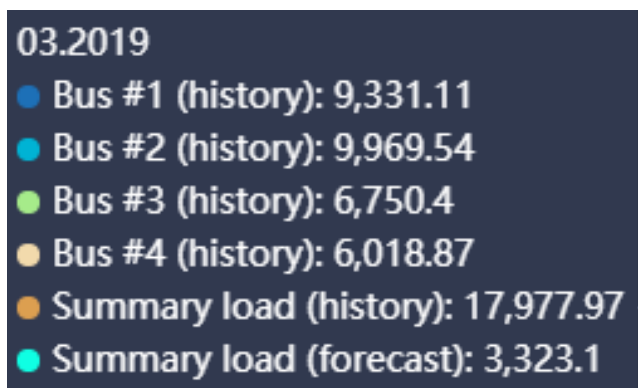 03.2019
Bus #1 (history): 9,331.11
Bus #2 (history): 9,969.54
Bus #3 (history): 6,750.4
Bus #4 (history): 6,018.87
Summary load (history): 17,977.97
Summary load (forecast): 3,323.1